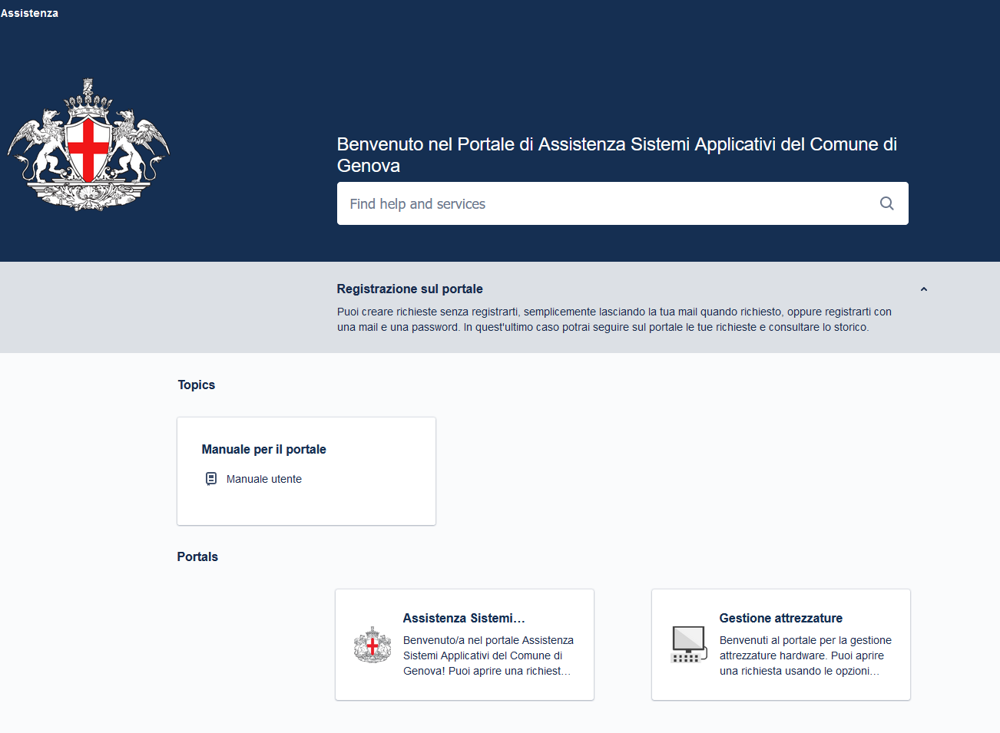 Assistenza
Benvenuto nel Portale di Assistenza Sistemi Applicativi del Comune di
Genova
Find help and services
Registrazione sul portale
Puoi creare richieste senza registrarti, semplicemente lasciando la tua mail quando richiesto, oppure registrarti con
una mail e una password. In quest'ultimo caso potrai seguire sul portale le tue richieste e consultare lo storico.
Topics
Manuale per il portale
Manuale utente
Portals
Assistenza Sistemi…
Benvenuto/a nel portale Assistenza
Sistemi Applicativi del Comune di
Genova! Puoi aprire una richiest…
Gestione attrezzature
Benvenuti al portale per la gestione
attrezzature hardware. Puoi aprire
una richiesta usando le opzioni…